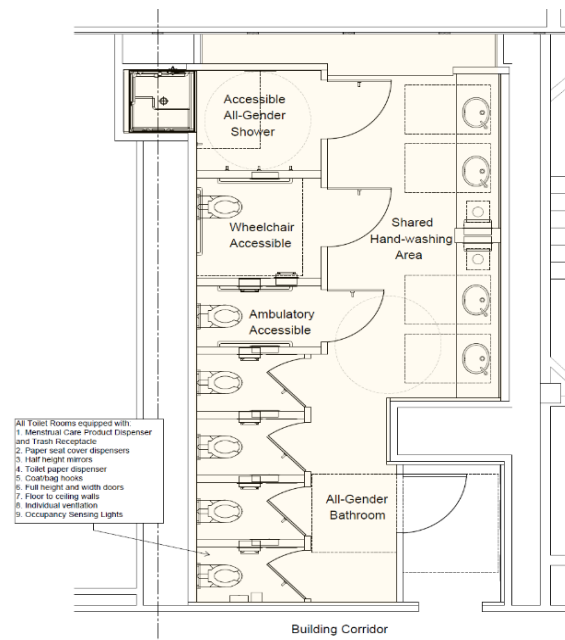 Accessible
All-Gender
Shower
Wheelchair
Accessible
Shared
Hand-washing
Area
Ambulatory
Accessible
All Toilet Rooms equipped with:
1. Menstrual Care Product Dispenser
and Trash Receptacle
2. Paper seat cover dispensers
3. Half height mirrors
4. Toilet paper dispenser
5. Coat/bag hooks
6. Full height and width doors
7. Floor to ceiling walls
8. Individual ventilation
9. Occupancy Sensing Lights
All-Gender
Bathroom
Building Corridor